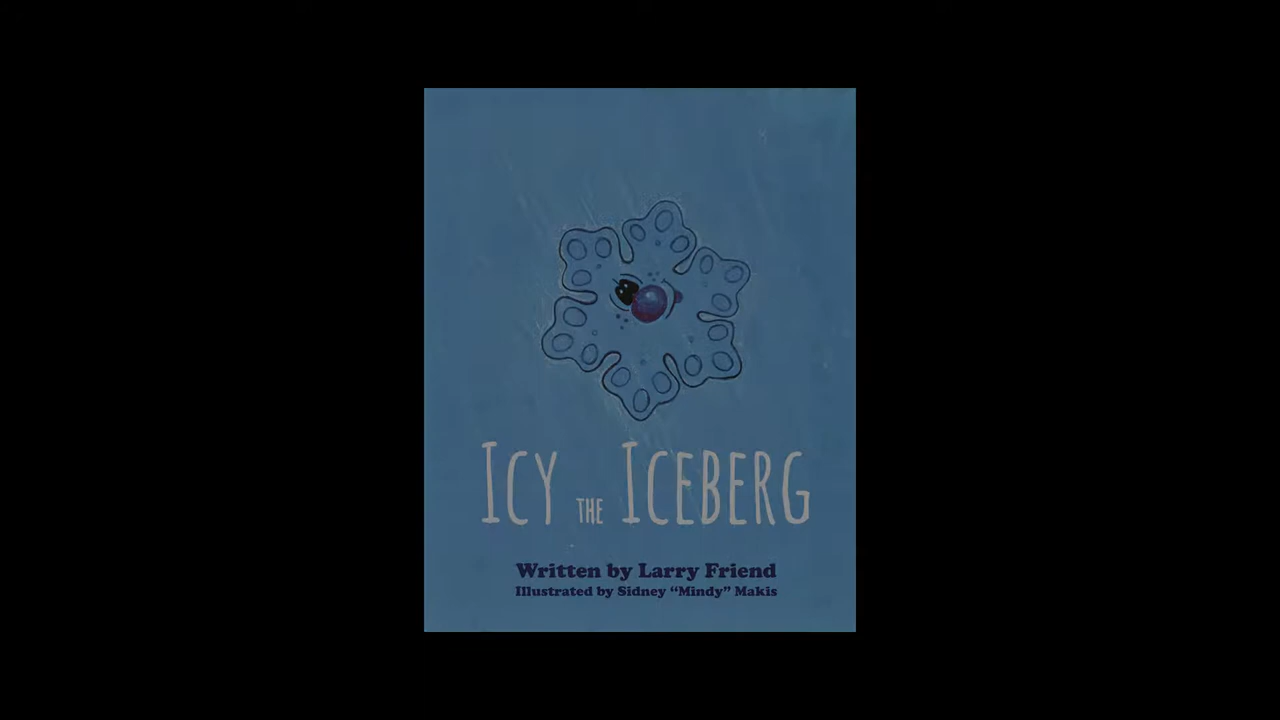 Icy the Iceberg
Written by Larry Friend
Illustrated by Sidney “Mindy” Makis